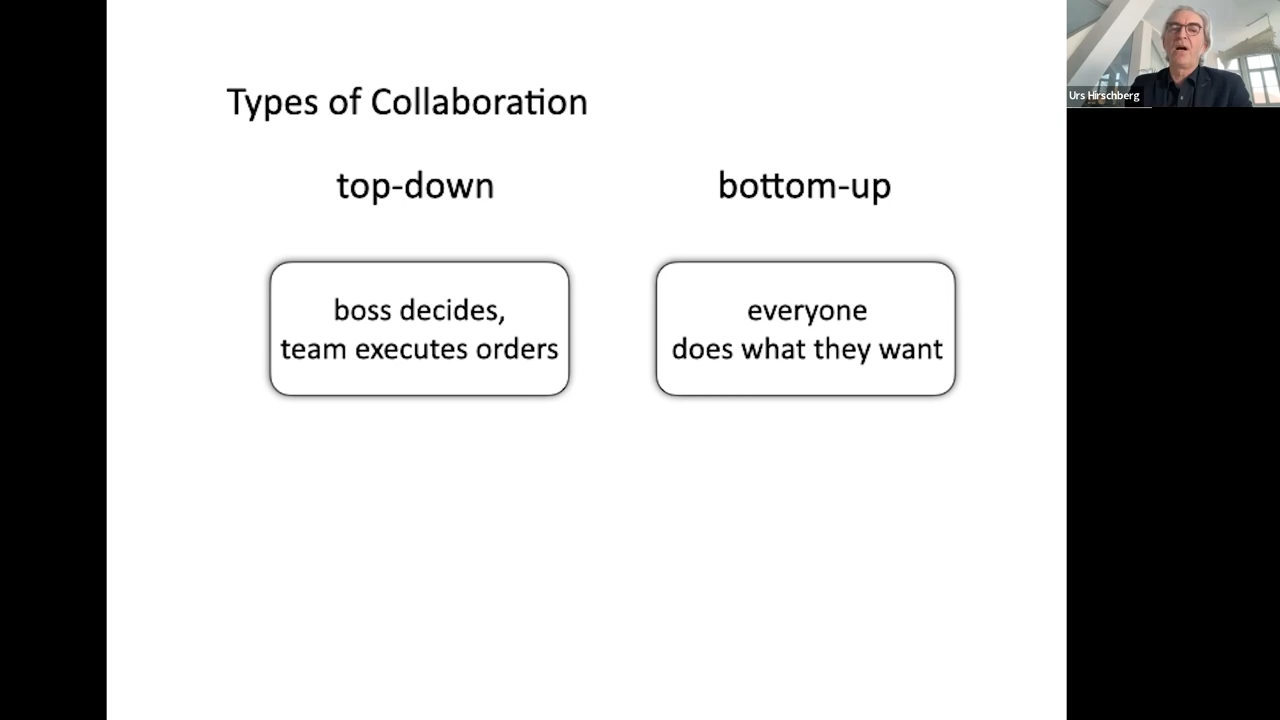 Types of Collaboration
top-down
bottom-up
boss decides,
team executes orders
everyone
does what they want
Urs Hirschberg